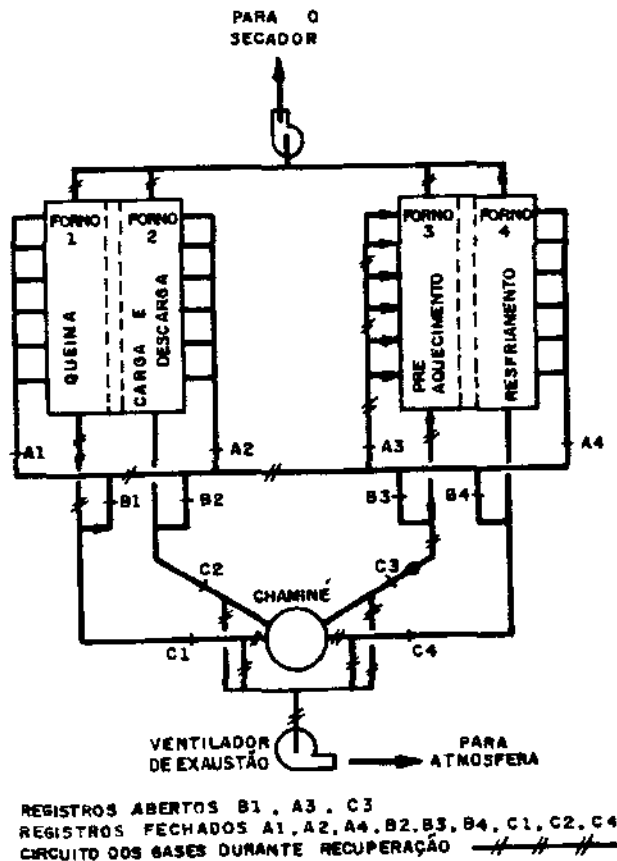 PARA O
SECADOR
FORNO
1
FORNO
2
FORNO
3
FORNO
4
QUEIMA
CARGA E
DESCARGA
PRE
AQUECIMENTO
RESFRIAMENTO
A1
A2
A3
A4
B1
B2
B3
B4
C2
C3
CHAMINÉ
C1
C4
VENTILADOR
DE EXAUSTÃO
PARA
ATMOSFERA
REGISTROS ABERTOS B1, A3, C3
REGISTROS FECHADOS A1, A2, A4, B2, B3, B4, C1, C2, C4
CIRCUITO DOS GASES DURANTE RECUPERAÇÃO